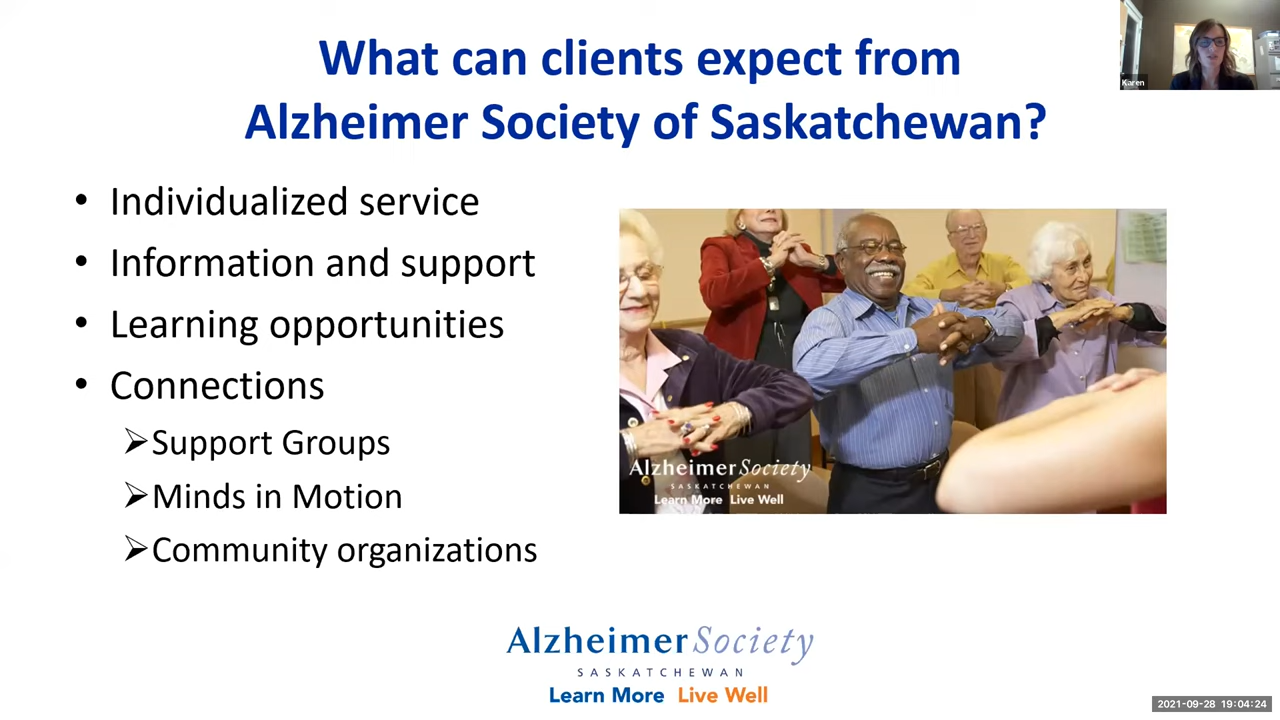 What can clients expect from
Alzheimer Society of Saskatchewan?
Karen
• Individualized service
• Information and support
• Learning opportunities
• Connections
➢Support Groups
➢Minds in Motion
➢Community organizations
Alzheimer Society
SASKATCHEWAN
Learn More Live Well
Alzheimer Society
SASKATCHEWAN
Learn More Live Well
2021-09-28 19:04:24